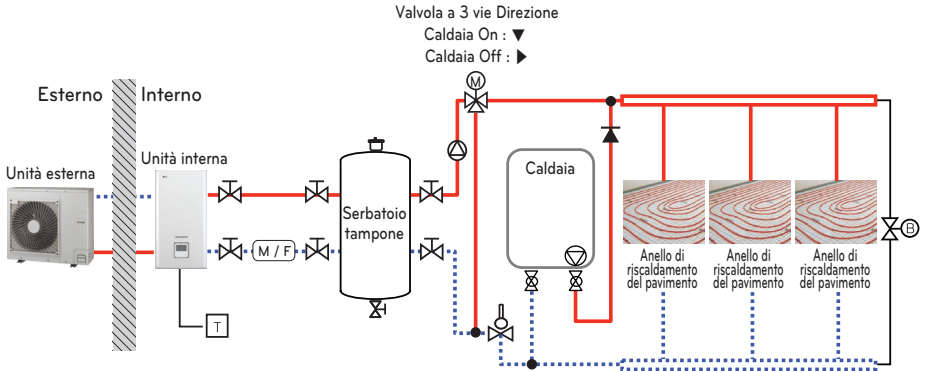 Valvola a 3 vie Direzione
Caldaia On : ▼
Caldaia Off : ▶
M
Esterno
Interno
Unità esterna
Unità interna
Serbatoio
tampone
Caldaia
M / F
T
B
Anello di
riscaldamento
del pavimento
Anello di
riscaldamento
del pavimento
Anello di
riscaldamento
del pavimento